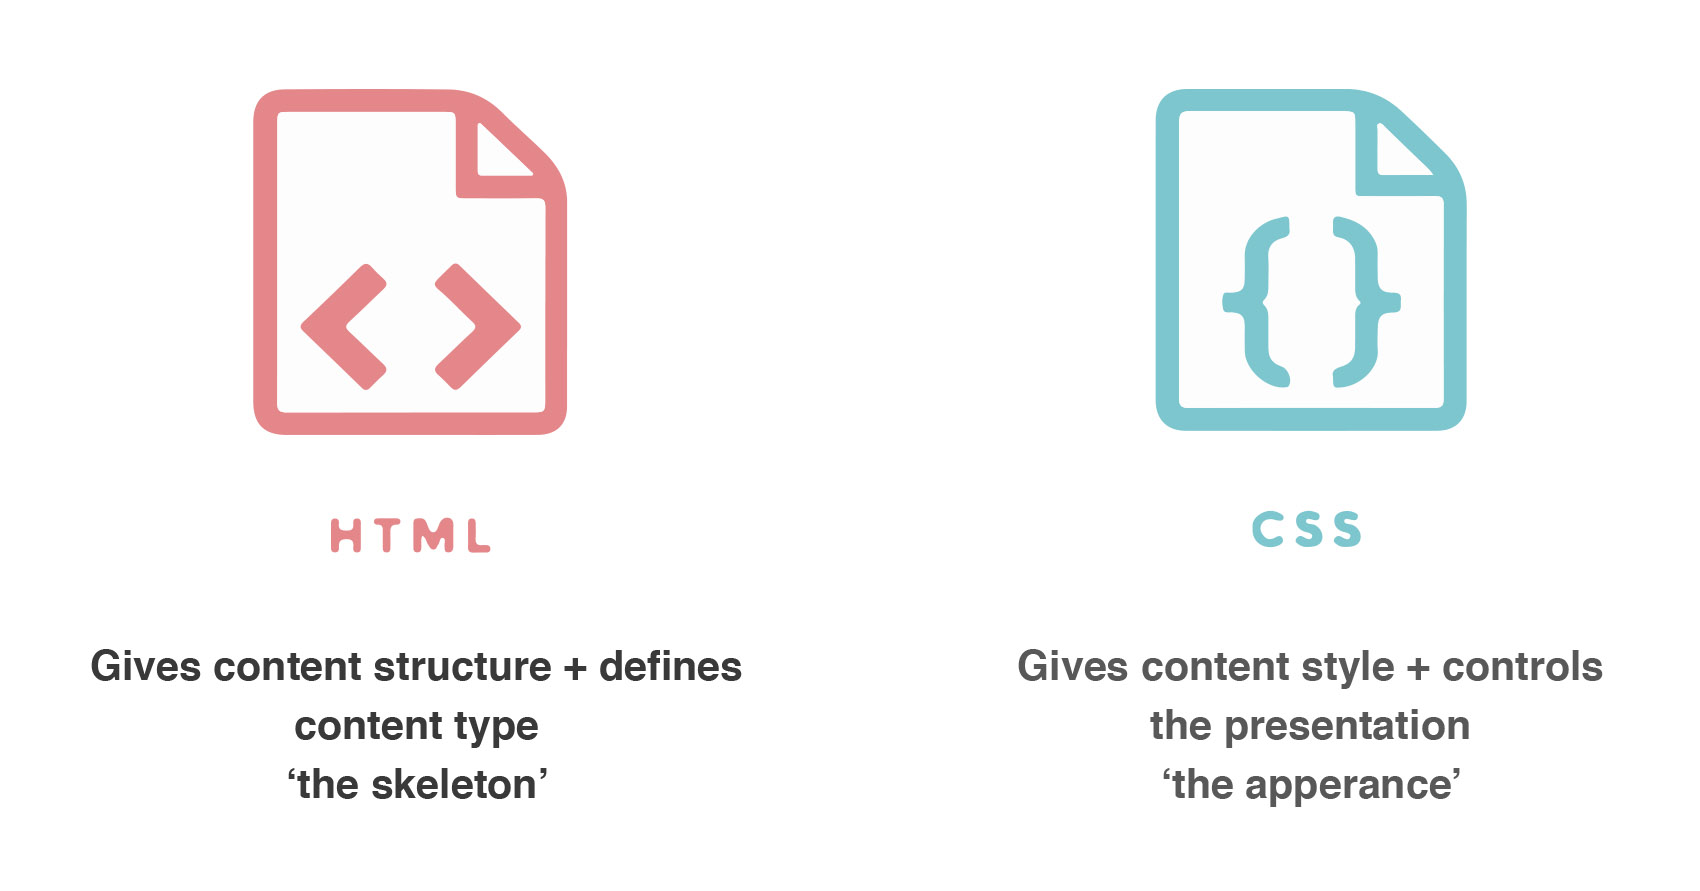 < >
{ }
HTML
CSS
Gives content structure + defines
content type
‘the skeleton’
Gives content style + controls
the presentation
‘the apperance’